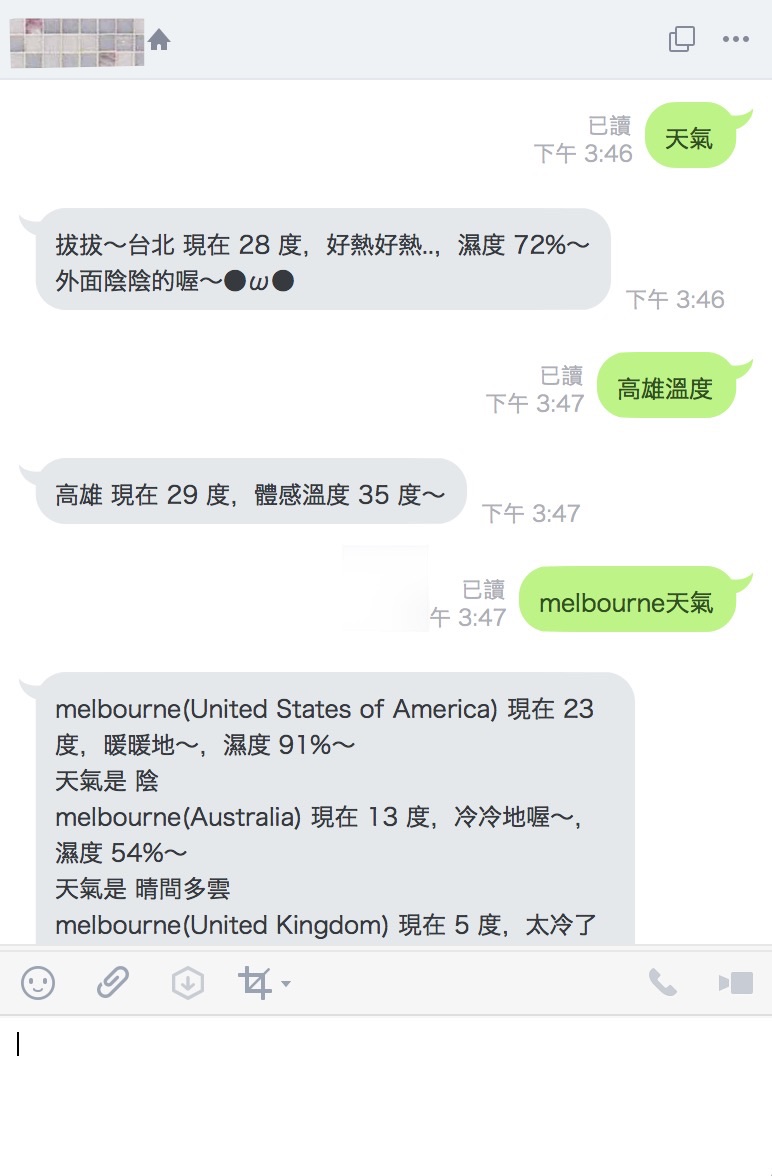 已讀
下午 3:46
天氣
拔拔～台北 現在 28 度，好熱好熱..，濕度 72%～
外面陰陰的喔～●ω●
下午 3:46
已讀
下午 3:47
高雄溫度
高雄 現在 29 度，體感溫度 35 度～
下午 3:47
已讀
午 3:47
melbourne天氣
melbourne(United States of America) 現在 23
度，暖暖地～，濕度 91%～
天氣是 陰
melbourne(Australia) 現在 13 度，冷冷地喔～，
濕度 54%～
天氣是 晴間多雲
melbourne(United Kingdom) 現在 5 度，太冷了